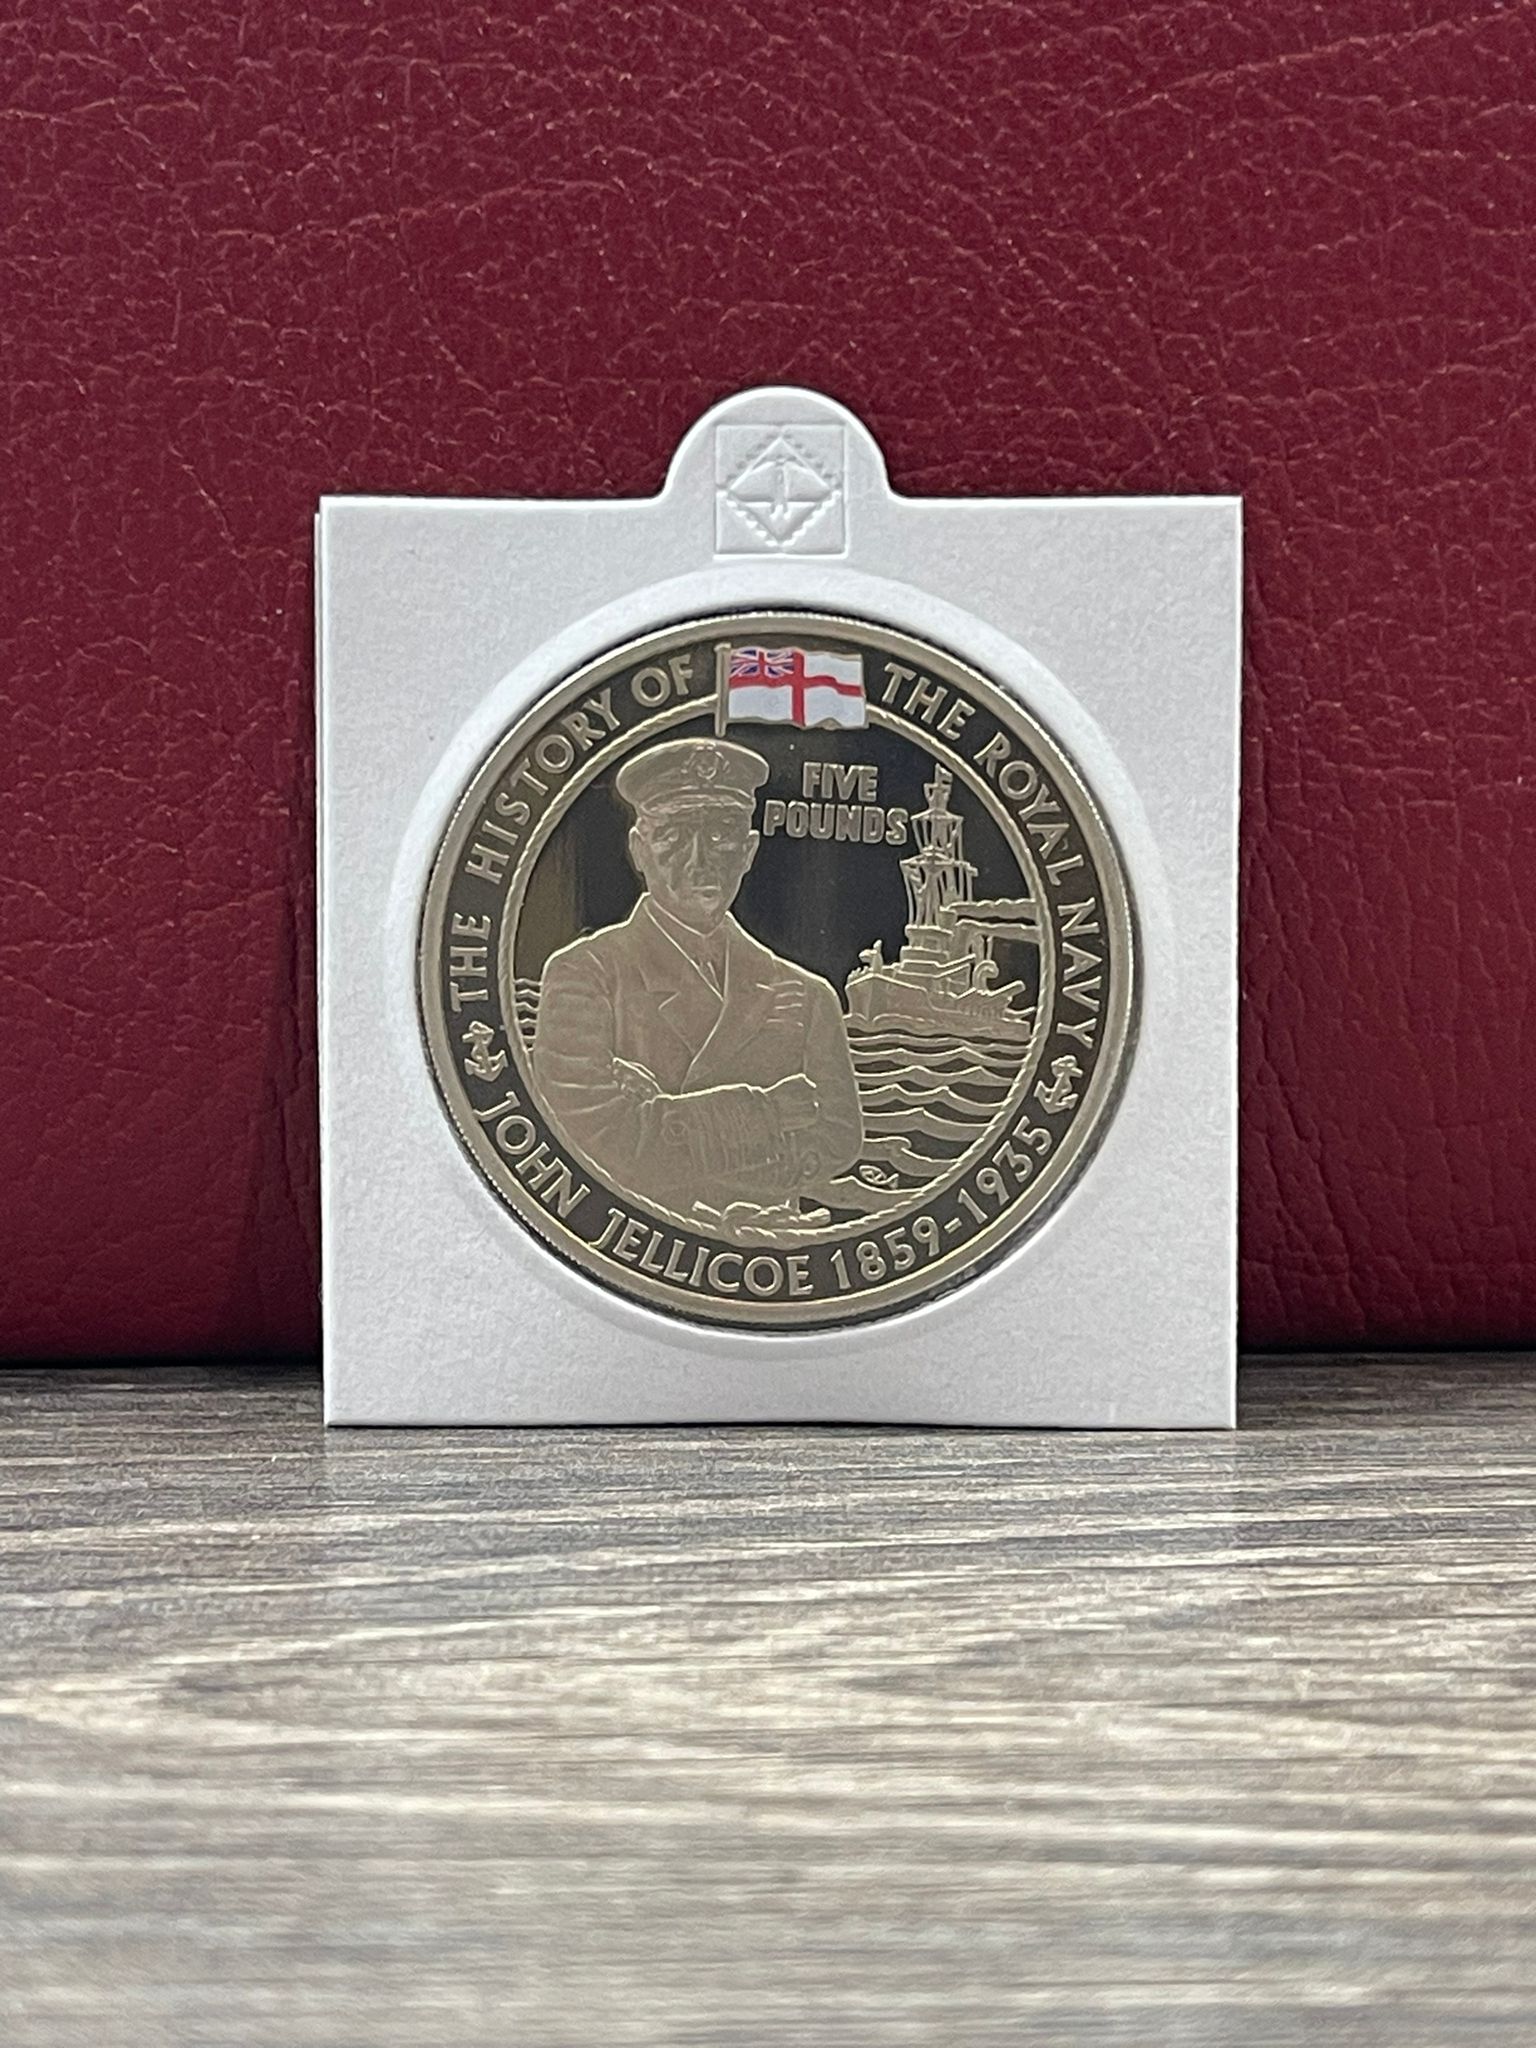 THE HISTORY OF THE ROYAL NAVY
FIVE
POUNDS
JOHN JELLICOE 1859-1935